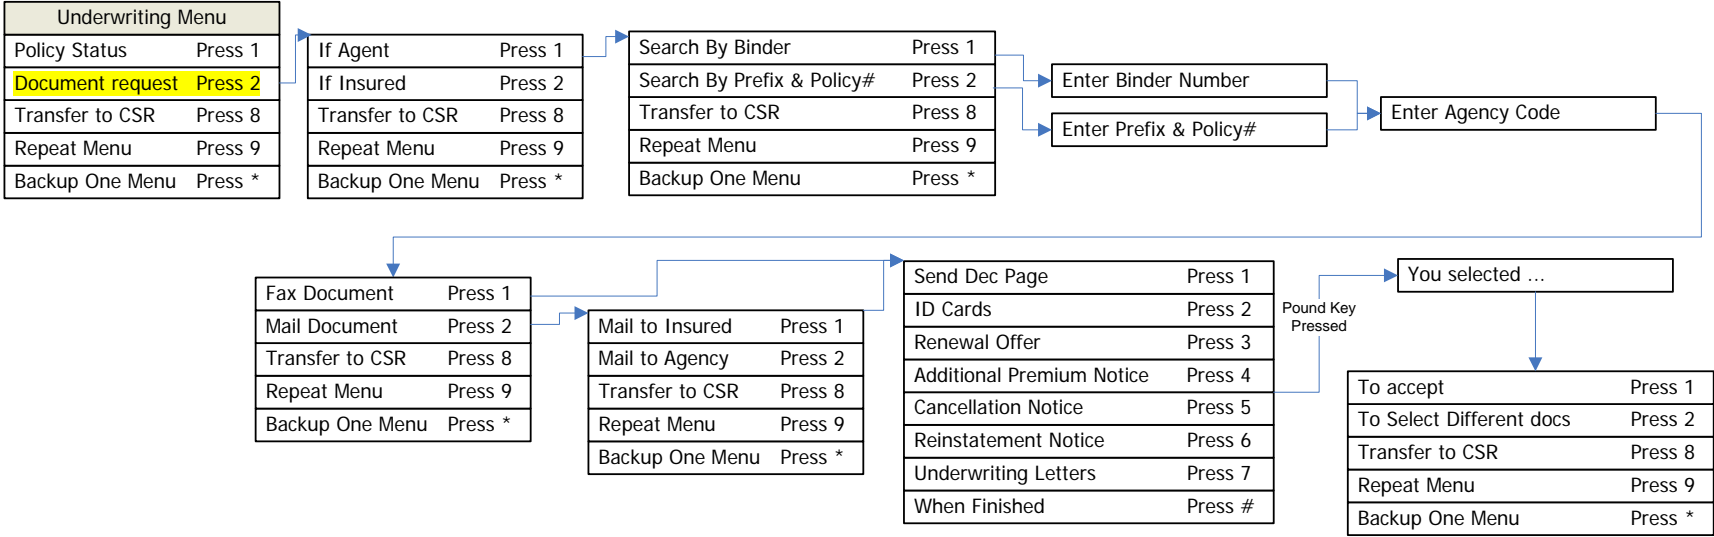 Underwriting Menu
Policy Status Press 1
Document request Press 2
Transfer to CSR Press 8
Repeat Menu Press 9
Backup One Menu Press *
If Agent Press 1
If Insured Press 2
Transfer to CSR Press 8
Repeat Menu Press 9
Backup One Menu Press *
Search By Binder Press 1
Search By Prefix & Policy# Press 2
Transfer to CSR Press 8
Repeat Menu Press 9
Backup One Menu Press *
Enter Binder Number
Enter Prefix & Policy#
Enter Agency Code
Fax Document Press 1
Mail Document Press 2
Transfer to CSR Press 8
Repeat Menu Press 9
Backup One Menu Press *
Mail to Insured Press 1
Mail to Agency Press 2
Transfer to CSR Press 8
Repeat Menu Press 9
Backup One Menu Press *
Send Dec Page Press 1
ID Cards Press 2
Renewal Offer Press 3
Additional Premium Notice Press 4
Cancellation Notice Press 5
Reinstatement Notice Press 6
Underwriting Letters Press 7
When Finished Press #
Pound Key
Pressed
You selected ...
To accept Press 1
To Select Different docs Press 2
Transfer to CSR Press 8
Repeat Menu Press 9
Backup One Menu Press *